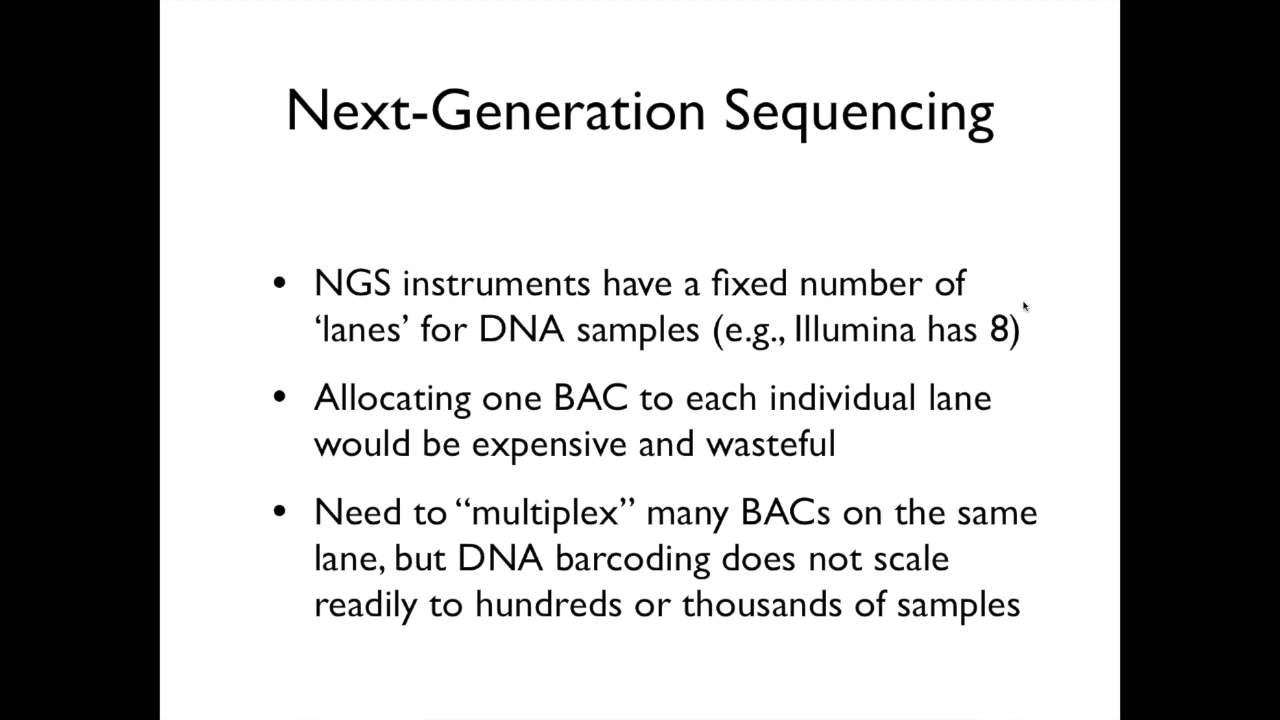 Next-Generation Sequencing
• NGS instruments have a fixed number of
‘lanes’ for DNA samples (e.g., Illumina has 8)
• Allocating one BAC to each individual lane
would be expensive and wasteful
• Need to “multiplex” many BACs on the same
lane, but DNA barcoding does not scale
readily to hundreds or thousands of samples